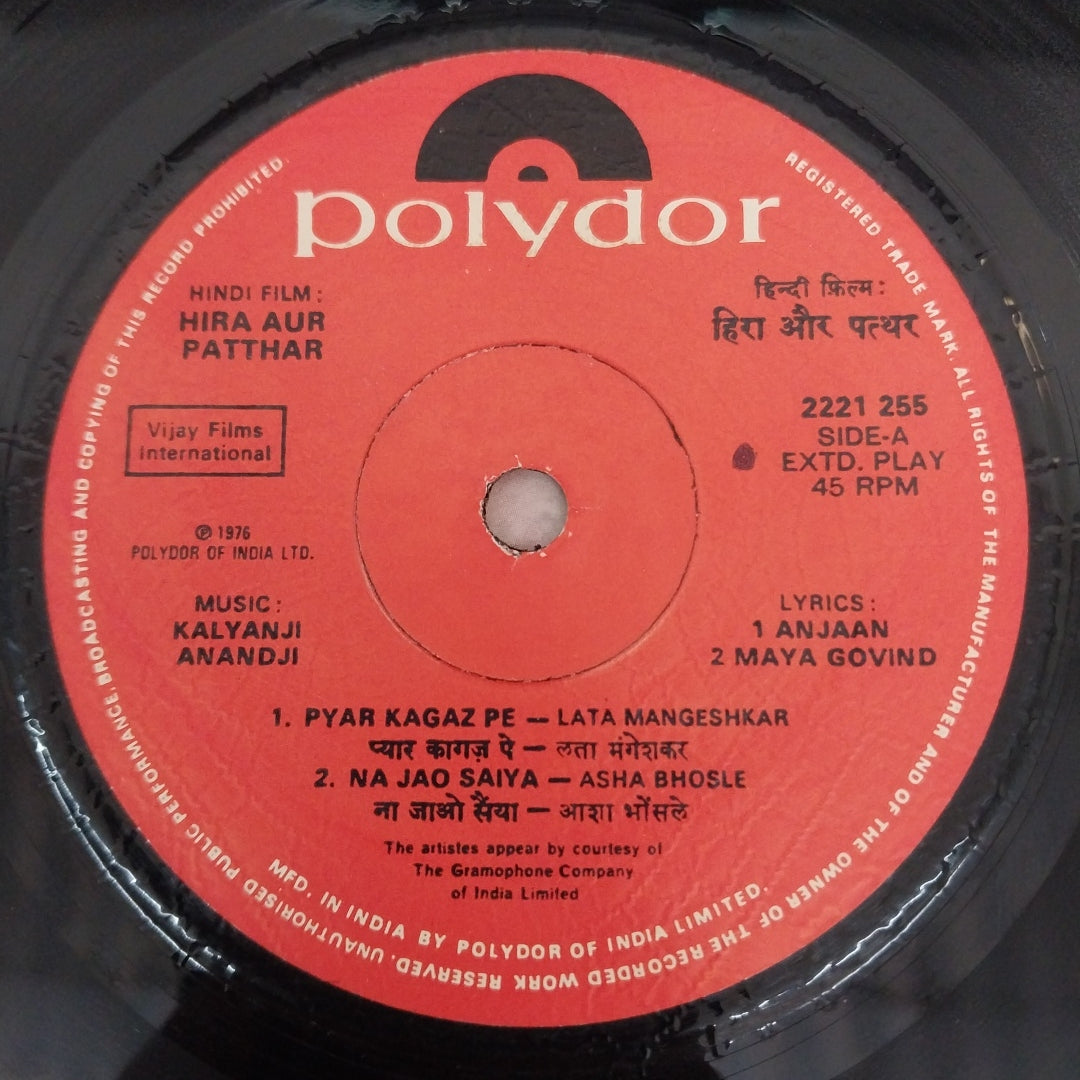 polydor
HINDI FILM:
HIRA AUR
PATTHAR
हिन्दी फ़िल्म:
हिरा और पत्थर
Vijay Films
International
2221 255
SIDE-A
EXTD. PLAY
45 RPM
℗ 1976
POLYDOR OF INDIA LTD.
MUSIC:
KALYANJI
ANANDJI
LYRICS:
1 ANJAAN
2 MAYA GOVIND
1. PYAR KAGAZ PE — LATA MANGESHKAR
प्यार कागज़ पे — लता मंगेशकर
2. NA JAO SAIYA — ASHA BHOSLE
ना जाओ सैंया — आशा भोंसले
The artistes appear by courtesy of
The Gramophone Company
of India Limited
MFD. IN INDIA BY POLYDOR OF INDIA LIMITED.
REGISTERED TRADE MARK. ALL RIGHTS OF THE MANUFACTURER AND OF THE OWNER OF THE RECORDED WORK RESERVED. UNAUTHORISED PUBLIC PERFORMANCE, BROADCASTING AND COPYING OF THIS RECORD PROHIBITED.